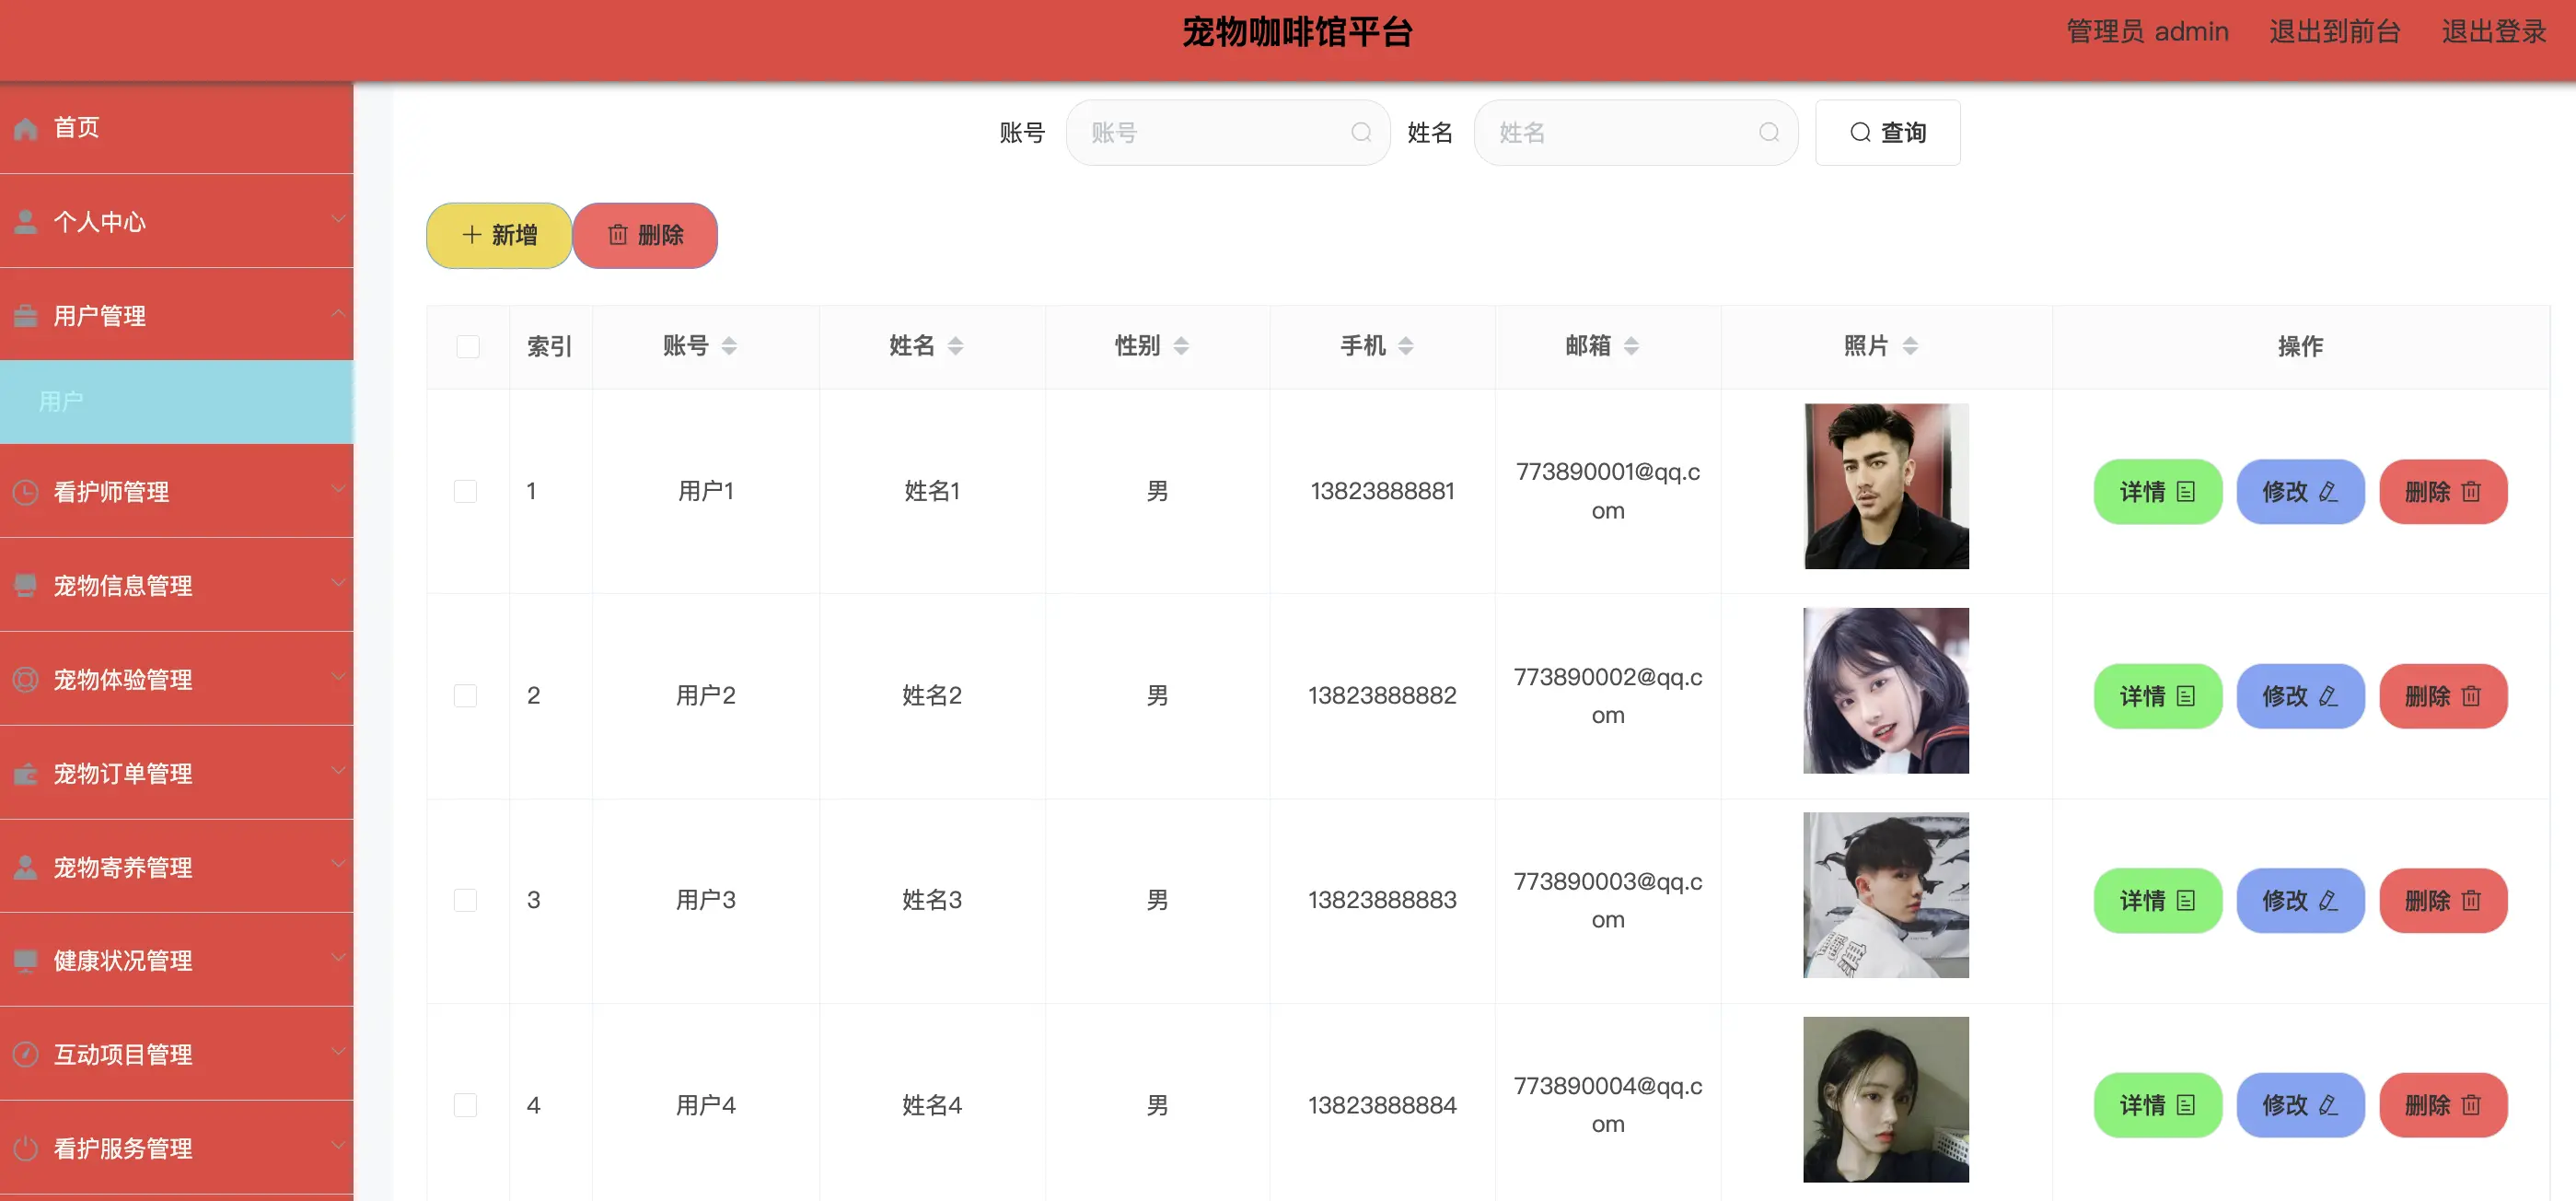 宠物咖啡馆平台
管理员 admin 退出到前台 退出登录
首页
个人中心
用户管理
用户
看护师管理
宠物信息管理
宠物体验管理
宠物订单管理
宠物寄养管理
健康状况管理
互动项目管理
看护服务管理
账号 账号 姓名 姓名 查询
新增 删除
索引 账号 姓名 性别 手机 邮箱 照片 操作
1 用户1 姓名1 男 13823888881 773890001@qq.c
om
详情 修改 删除
2 用户2 姓名2 男 13823888882 773890002@qq.c
om
详情 修改 删除
3 用户3 姓名3 男 13823888883 773890003@qq.c
om
详情 修改 删除
4 用户4 姓名4 男 13823888884 773890004@qq.c
om
详情 修改 删除